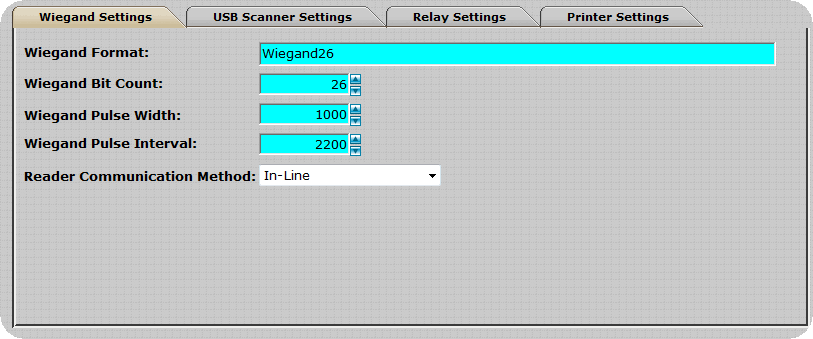 Wiegand Settings USB Scanner Settings Relay Settings Printer Settings
Wiegand Format: Wiegand26
Wiegand Bit Count: 26
Wiegand Pulse Width: 1000
Wiegand Pulse Interval: 2200
Reader Communication Method: In-Line